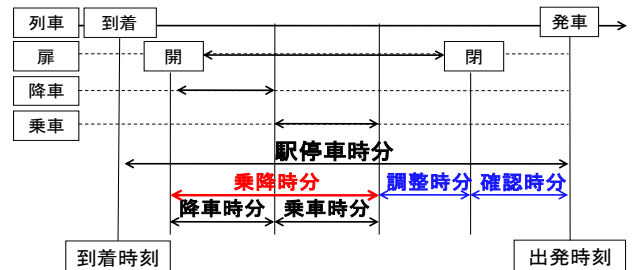 列車 到着 発車
扉 開 閉
降車
乗車
駅停車時分
乗降時分 調整時分 確認時分
降車時分 乗車時分
到着時刻 出発時刻